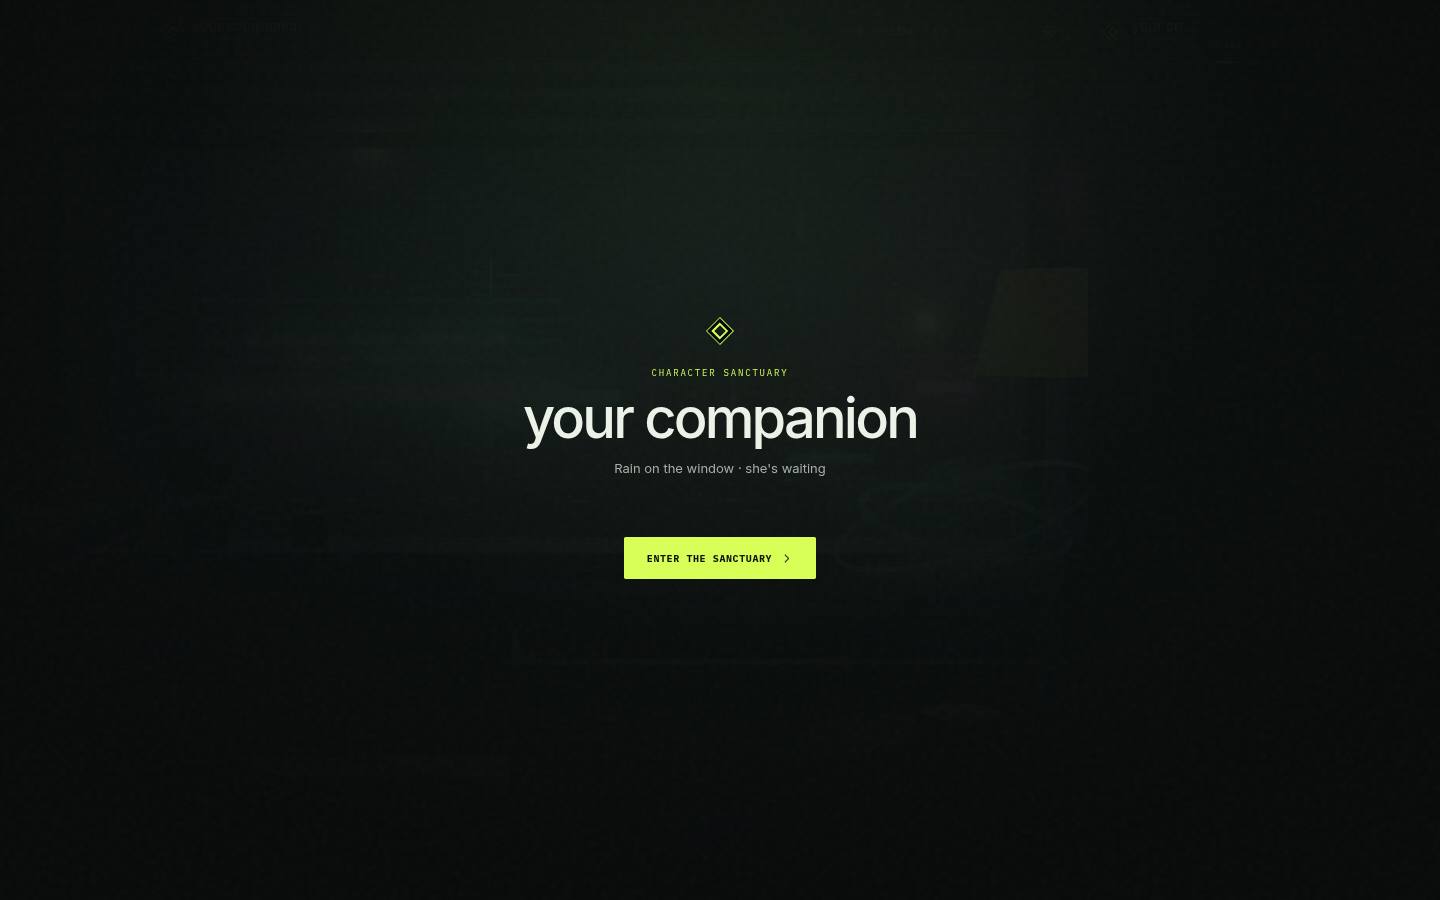 CHARACTER SANCTUARY
your companion
Rain on the window · she's waiting
ENTER THE SANCTUARY